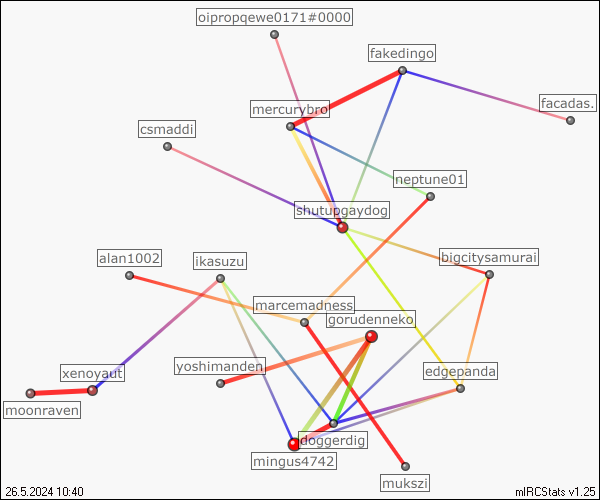 oipropqewe0171#0000
fakedingo
mercurybro
facadas.
csmaddi
neptune01
shutupgaydog
alan1002
ikasuzu
bigcitysamurai
marcemadness
gorudenneko
yoshimanden
edgepanda
xenoyaut
moonraven
doggerdig
mingus4742
mukszi
26.5.2024 10:40
mIRCStats v1.25